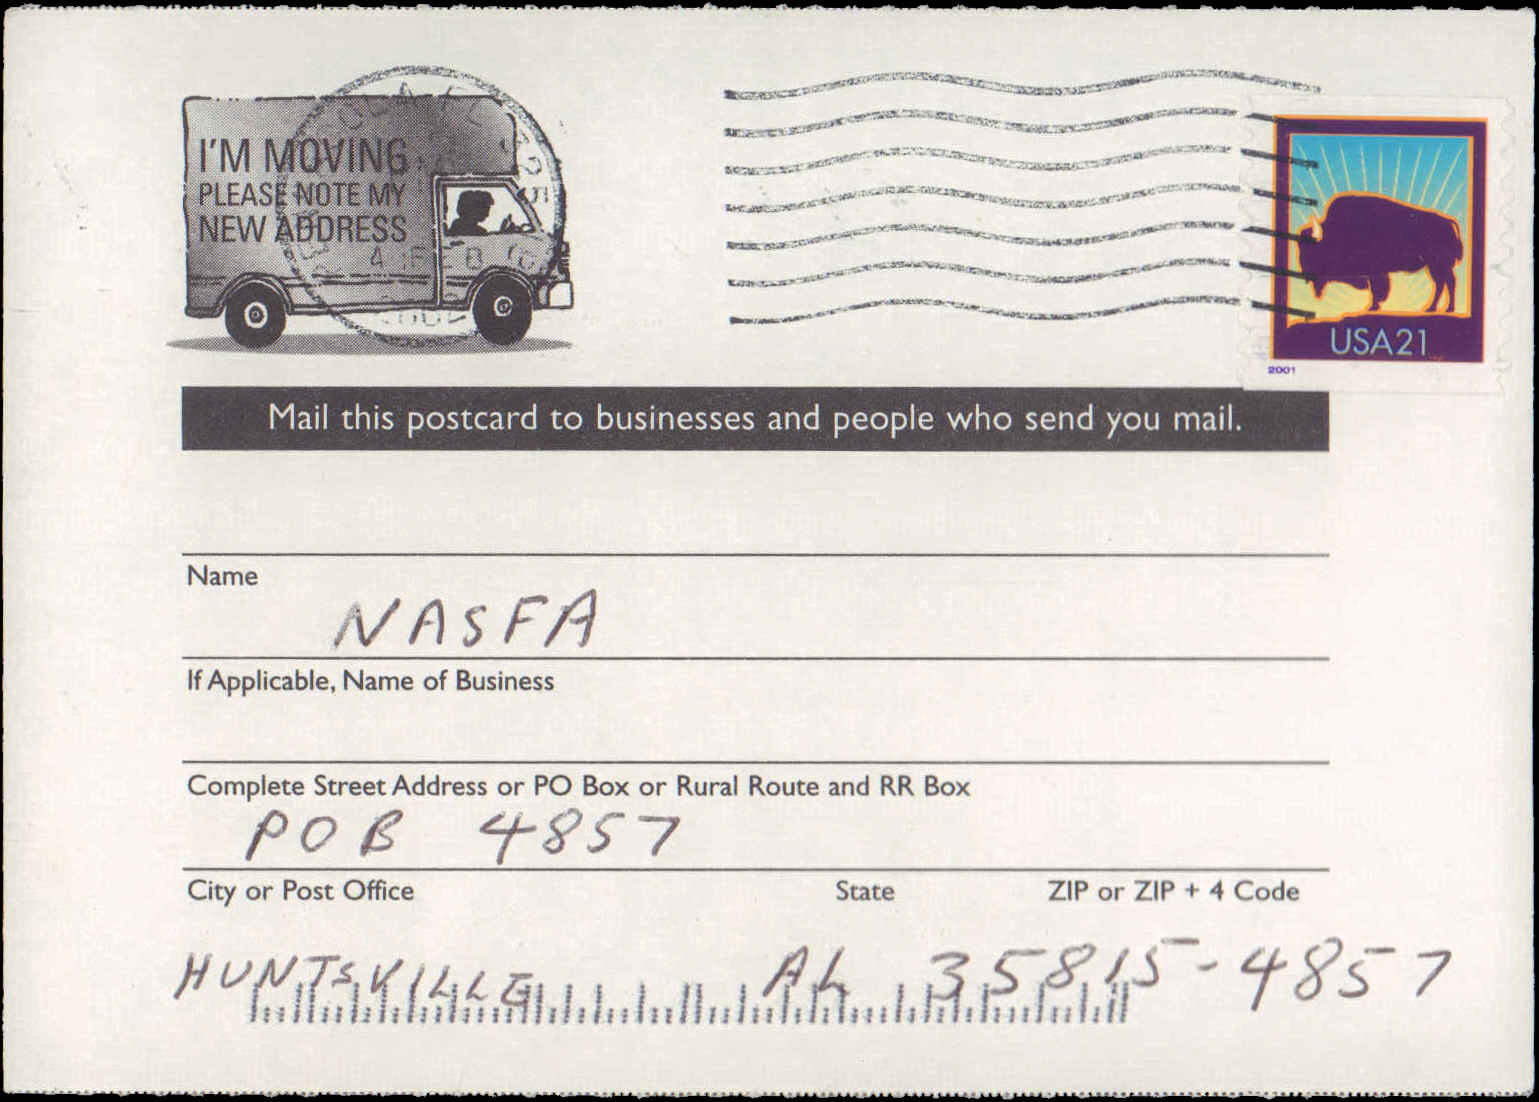 I'M MOVING
PLEASE NOTE MY
NEW ADDRESS
USA21
2001
Mail this postcard to businesses and people who send you mail.
Name
NASFA
If Applicable, Name of Business
Complete Street Address or PO Box or Rural Route and RR Box
POB 4857
City or Post Office State ZIP or ZIP + 4 Code
HUNTSVILLE AL 35815-4857